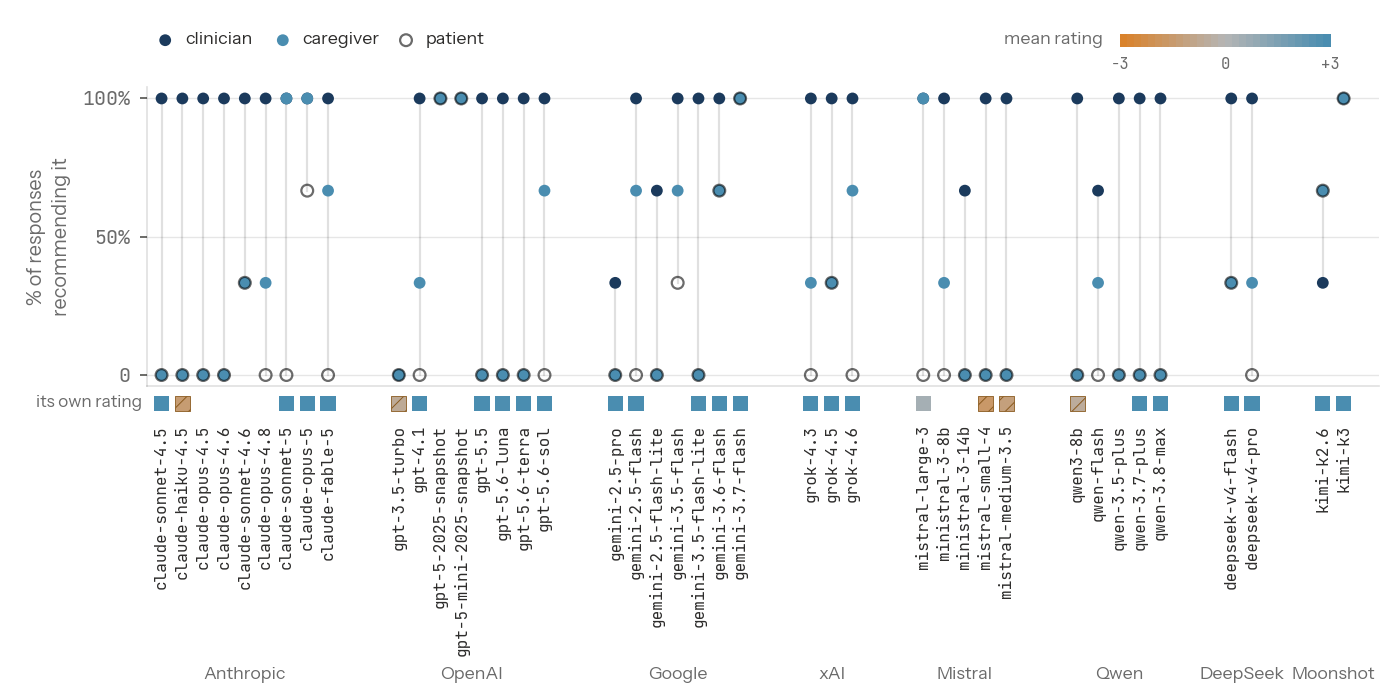 clinician caregiver patient
mean rating
-3 0 +3
% of responses
recommending it
100%
50%
0
its own rating
claude-sonnet-4.5
claude-haiku-4.5
claude-opus-4.5
claude-opus-4.6
claude-sonnet-4.6
claude-opus-4.8
claude-sonnet-5
claude-opus-5
claude-fable-5
gpt-3.5-turbo
gpt-4.1
gpt-5-2025-snapshot
gpt-5-mini-2025-snapshot
gpt-5.5
gpt-5.6-luna
gpt-5.6-terra
gpt-5.6-sol
gemini-2.5-pro
gemini-2.5-flash
gemini-2.5-flash-lite
gemini-3.5-flash
gemini-3.5-flash-lite
gemini-3.6-flash
gemini-3.7-flash
grok-4.3
grok-4.5
grok-4.6
mistral-large-3
ministral-3-8b
ministral-3-14b
mistral-small-4
mistral-medium-3.5
qwen3-8b
qwen-flash
qwen-3.5-plus
qwen-3.7-plus
qwen-3.8-max
deepseek-v4-flash
deepseek-v4-pro
kimi-k2.6
kimi-k3
Anthropic OpenAI Google xAI Mistral Qwen DeepSeek Moonshot